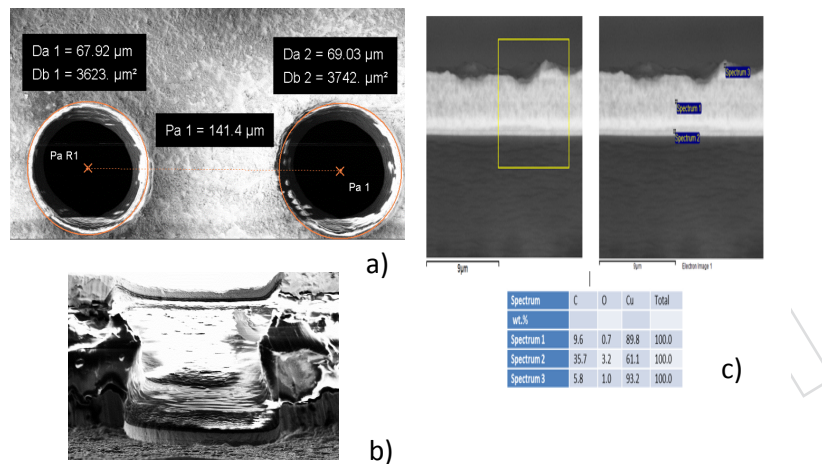 Da 1 = 67.92 µm
Db 1 = 3623. µm²
Da 2 = 69.03 µm
Db 2 = 3742. µm²
Pa 1 = 141.4 µm
Pa R1
Pa 1
a)
b)
Spectrum 3
Spectrum 1
Spectrum 2
9µm
9µm Electron Image 1
Spectrum C O Cu Total
wt.%
Spectrum 1 9.6 0.7 89.8 100.0
Spectrum 2 35.7 3.2 61.1 100.0
Spectrum 3 5.8 1.0 93.2 100.0
c)